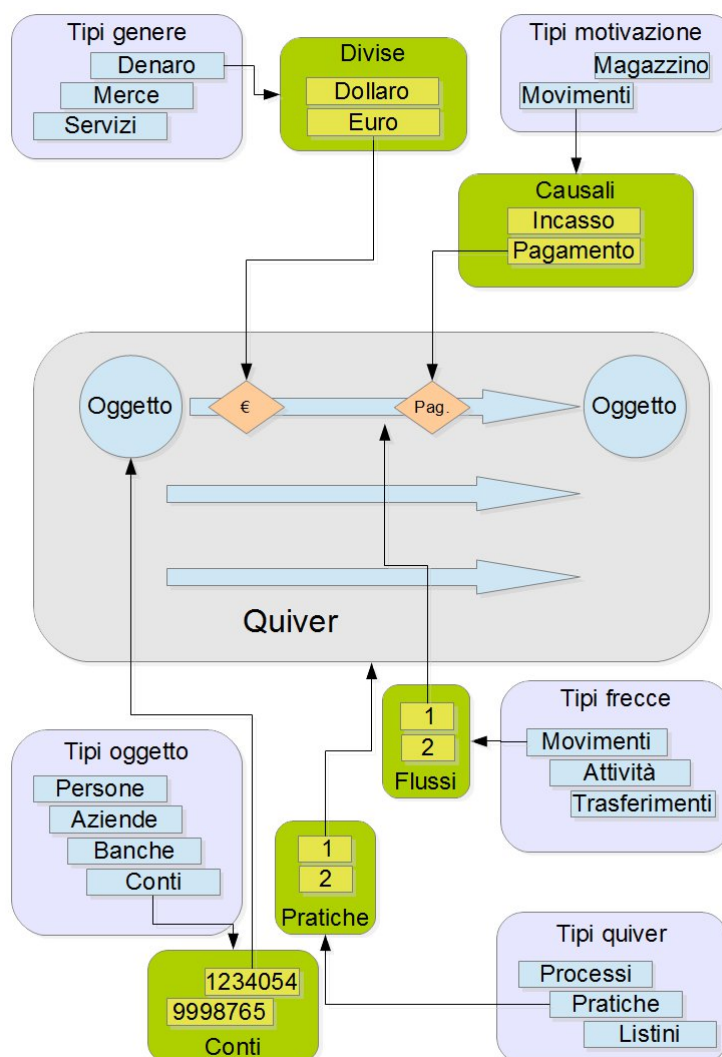 Tipi genere
Denaro
Merce
Servizi
Divise
Dollaro
Euro
Tipi motivazione
Magazzino
Movimenti
Causali
Incasso
Pagamento
Oggetto
€
Pag.
Oggetto
Quiver
Tipi oggetto
Persone
Aziende
Banche
Conti
1
2
Flussi
Tipi frecce
Movimenti
Attività
Trasferimenti
1
2
Pratiche
1234054
9998765
Conti
Tipi quiver
Processi
Pratiche
Listini